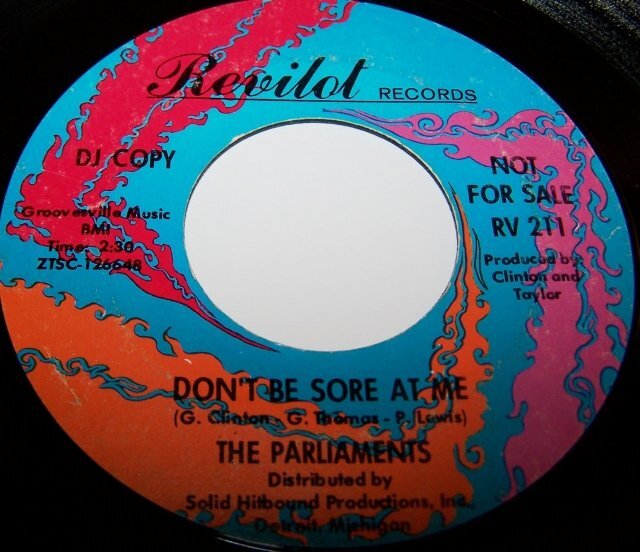 Revilot RECORDS
DJ COPY
Groovesville Music
BMI
Time: 2:30
ZTSC-126648
NOT
FOR SALE
RV 211
Produced by:
Clinton and
Taylor
DON'T BE SORE AT ME
(G. Clinton - G. Thomas - P. Lewis)
THE PARLIAMENTS
Distributed by
Solid Hitbound Productions, Inc.,
Detroit, Michigan